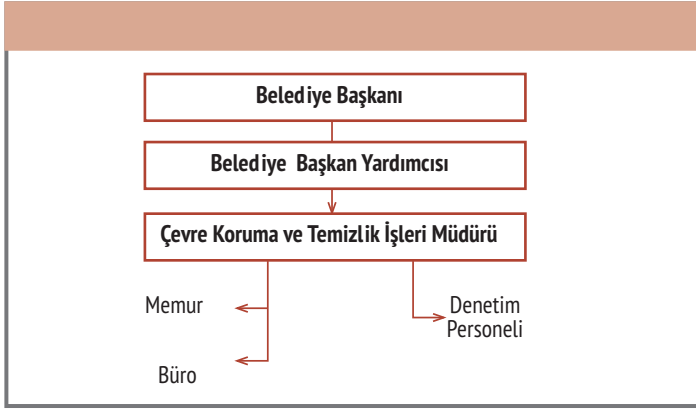 Belediye Başkanı
Belediye Başkan Yardımcısı
Çevre Koruma ve Temizlik İşleri Müdürü
Memur
Denetim
Personeli
Büro